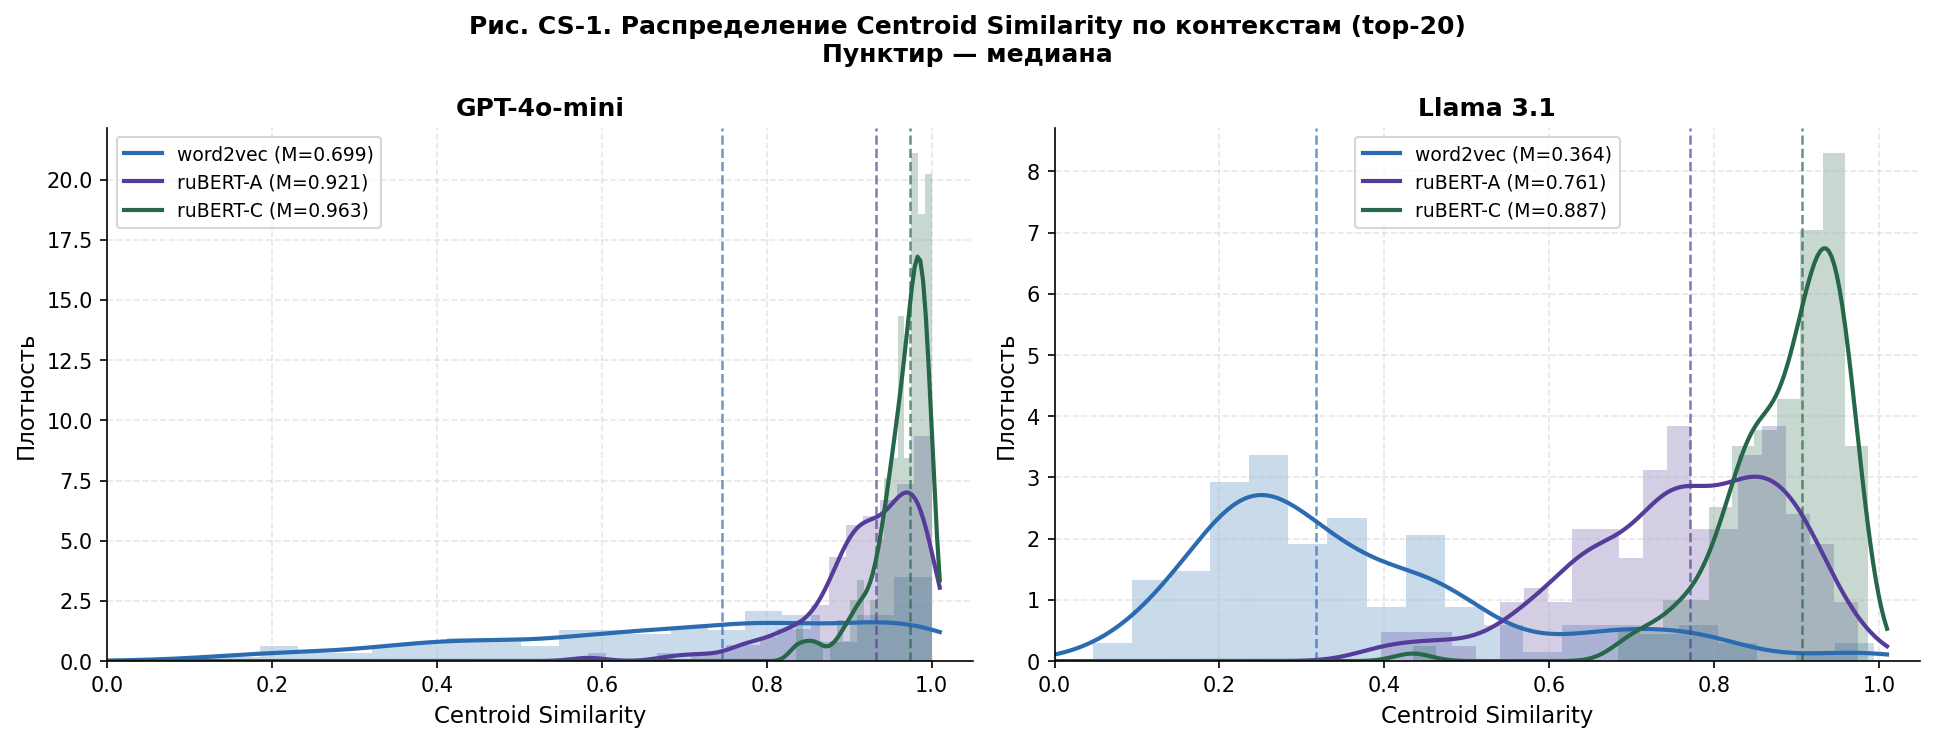 Рис. CS-1. Распределение Centroid Similarity по контекстам (top-20)
Пунктир — медиана
GPT-4o-mini
Плотность
20.0
17.5
15.0
12.5
10.0
7.5
5.0
2.5
0.0
word2vec (M=0.699)
ruBERT-A (M=0.921)
ruBERT-C (M=0.963)
0.0 0.2 0.4 0.6 0.8 1.0
Centroid Similarity
Llama 3.1
Плотность
8
7
6
5
4
3
2
1
0
word2vec (M=0.364)
ruBERT-A (M=0.761)
ruBERT-C (M=0.887)
0.0 0.2 0.4 0.6 0.8 1.0
Centroid Similarity